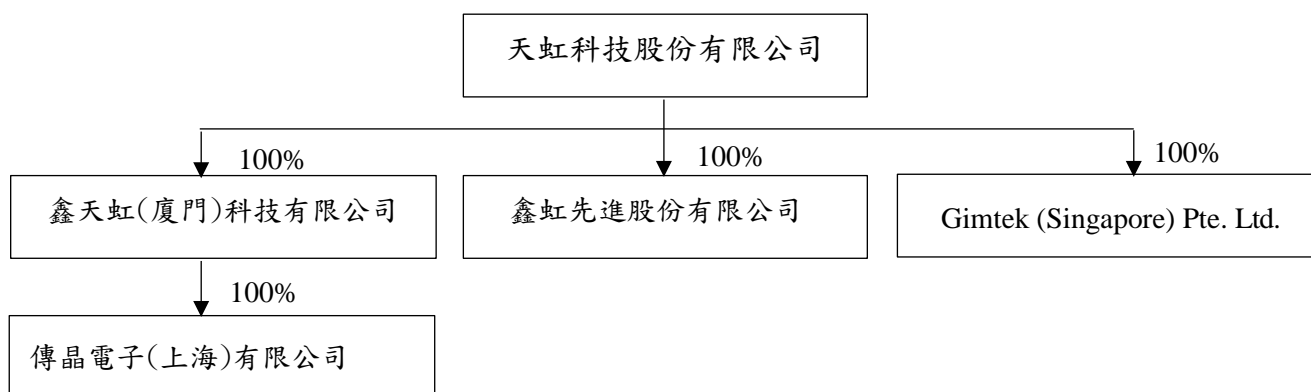 天虹科技股份有限公司
100%
100%
100%
鑫天虹(廈門)科技有限公司
鑫虹先進股份有限公司
Gimtek (Singapore) Pte. Ltd.
100%
傳晶電子(上海)有限公司